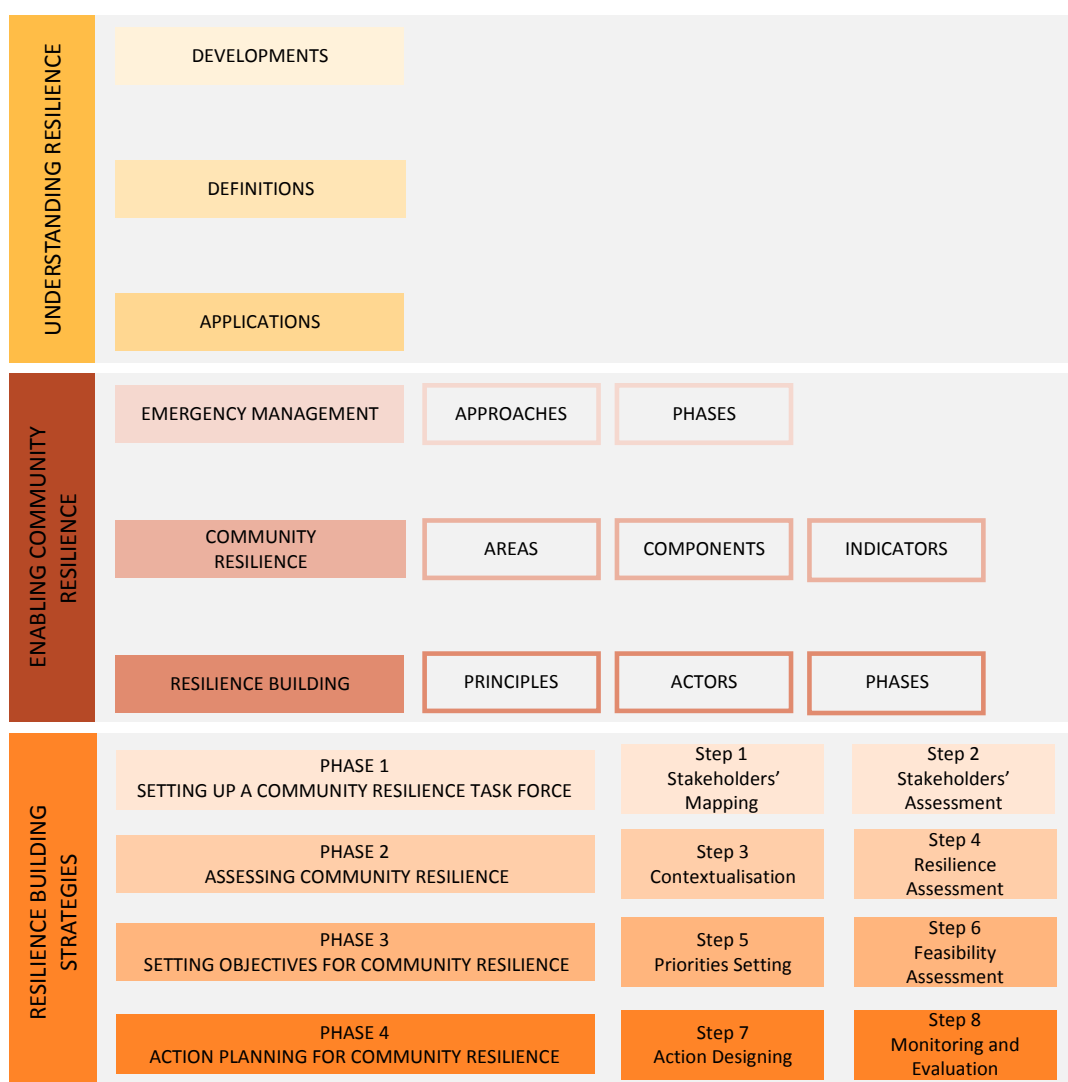 UNDERSTANDING RESILIENCE
DEVELOPMENTS
DEFINITIONS
APPLICATIONS
ENABLING COMMUNITY
RESILIENCE
EMERGENCY MANAGEMENT
APPROACHES
PHASES
COMMUNITY
RESILIENCE
AREAS
COMPONENTS
INDICATORS
RESILIENCE BUILDING
PRINCIPLES
ACTORS
PHASES
RESILIENCE BUILDING
STRATEGIES
PHASE 1
SETTING UP A COMMUNITY RESILIENCE TASK FORCE
Step 1
Stakeholders’
Mapping
Step 2
Stakeholders’
Assessment
PHASE 2
ASSESSING COMMUNITY RESILIENCE
Step 3
Contextualisation
Step 4
Resilience
Assessment
PHASE 3
SETTING OBJECTIVES FOR COMMUNITY RESILIENCE
Step 5
Priorities Setting
Step 6
Feasibility
Assessment
PHASE 4
ACTION PLANNING FOR COMMUNITY RESILIENCE
Step 7
Action Designing
Step 8
Monitoring and
Evaluation